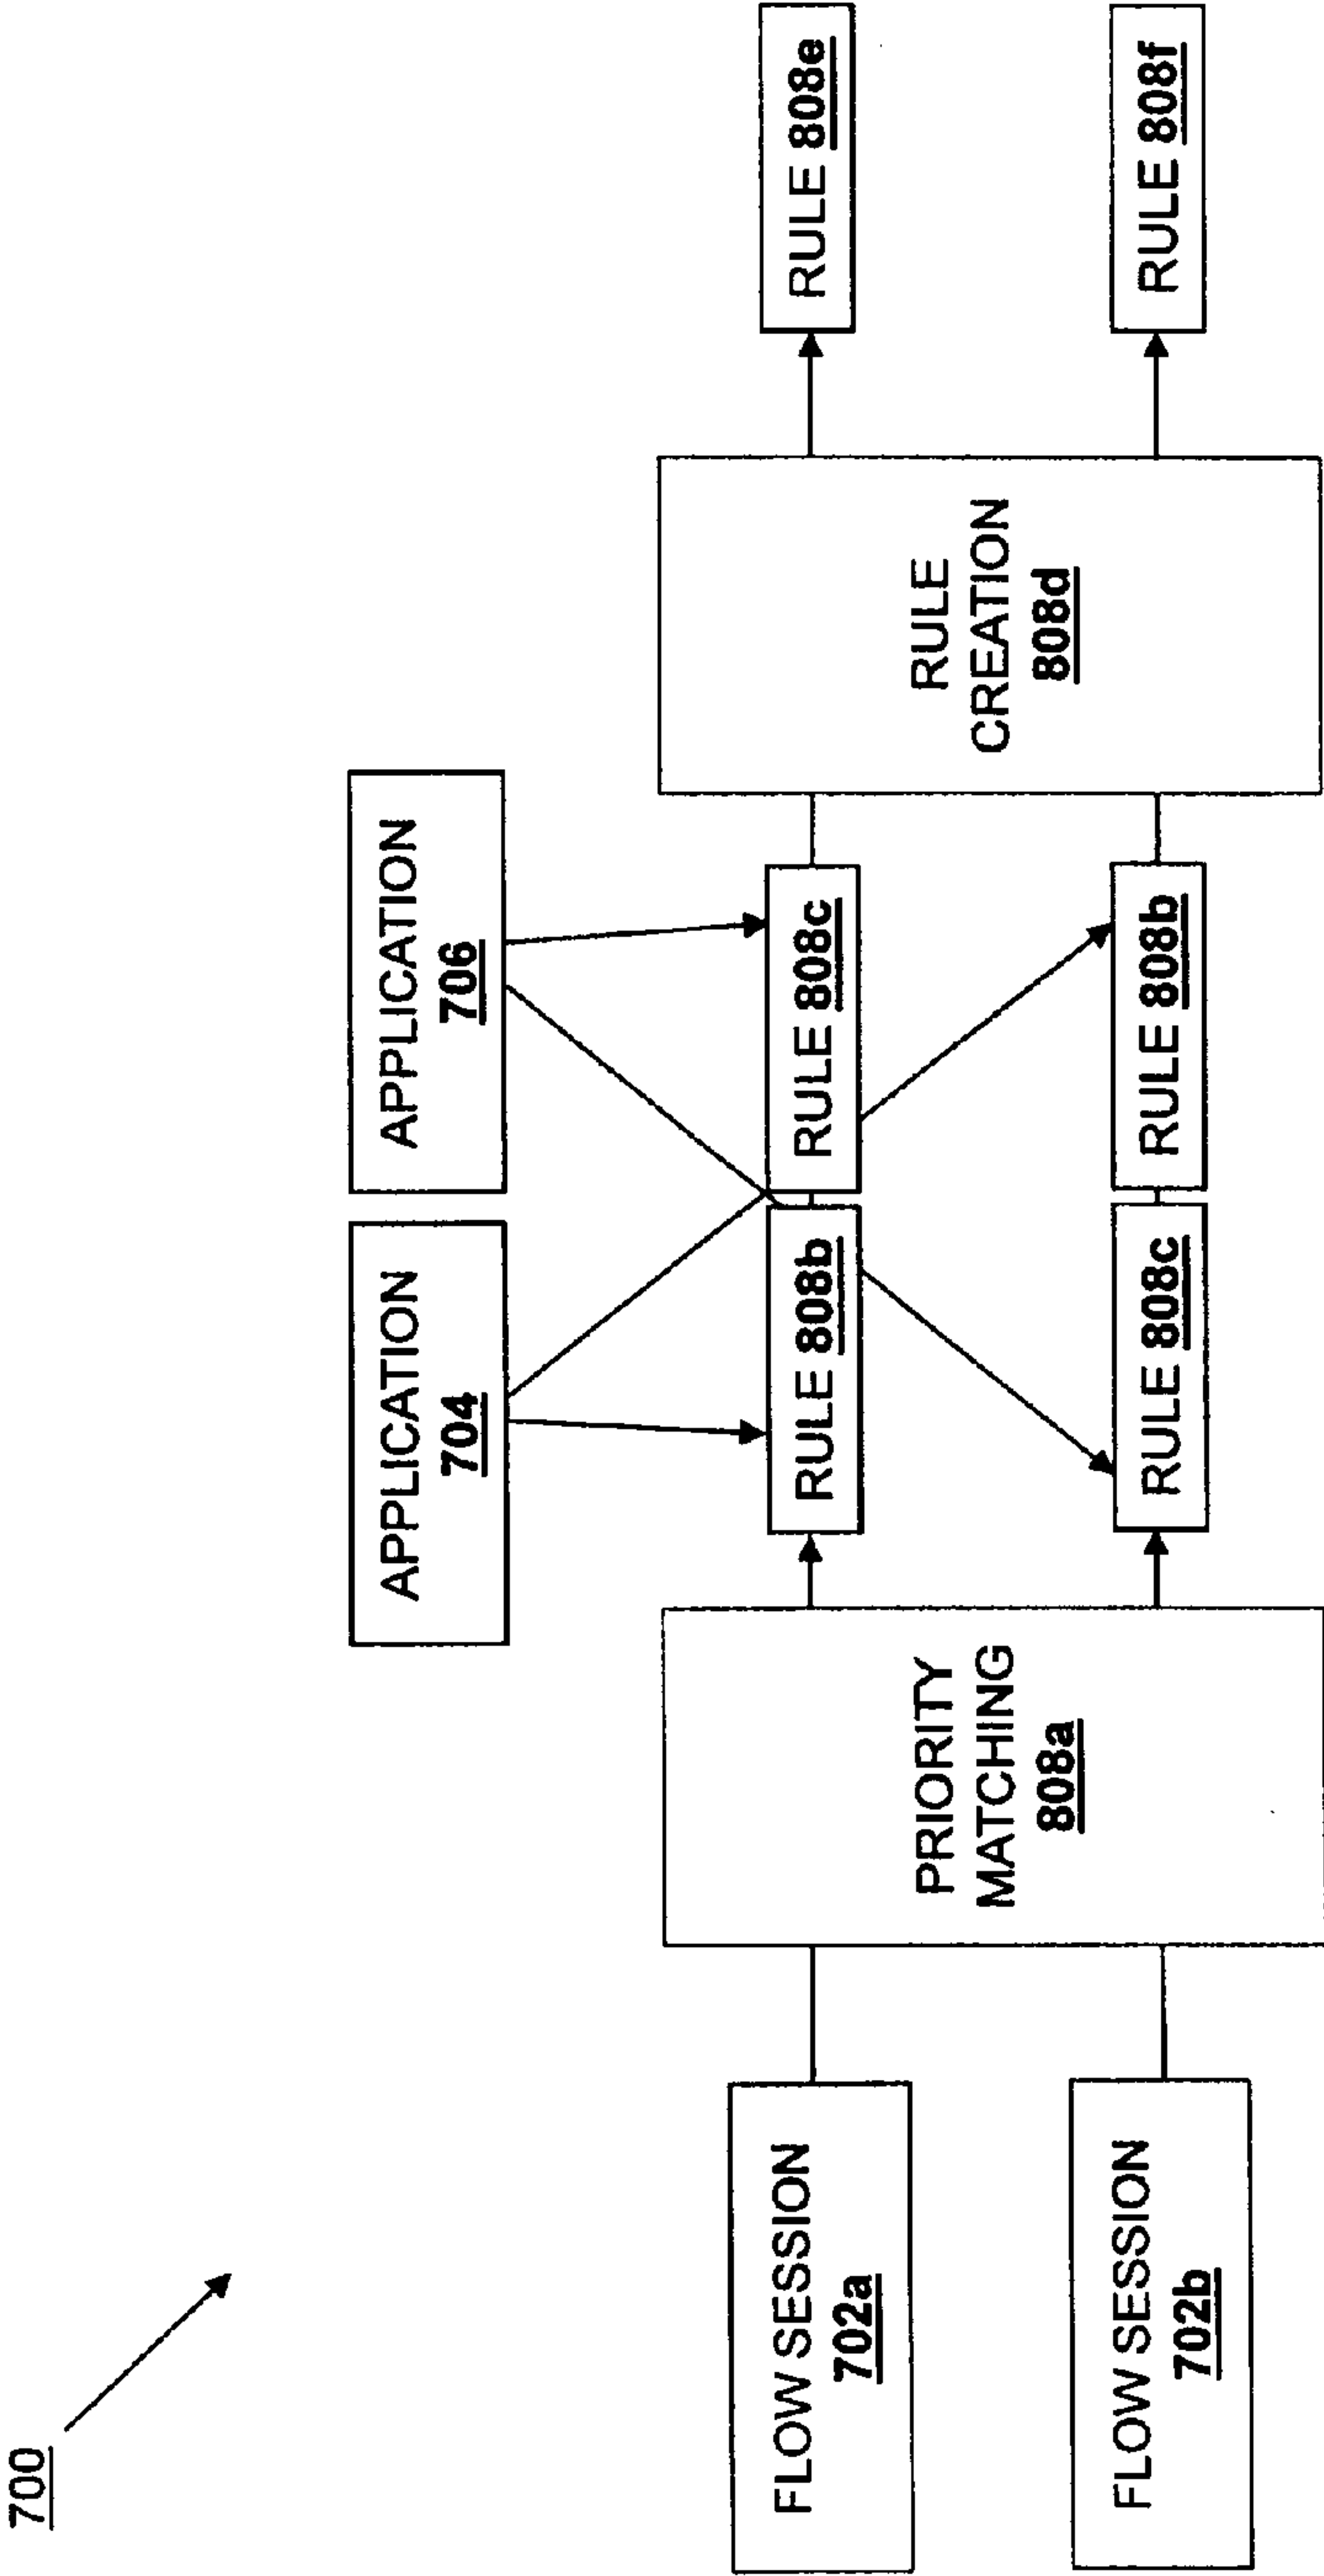 700
APPLICATION
704
APPLICATION
706
FLOW SESSION
702a
FLOW SESSION
702b
PRIORITY
MATCHING
808a
RULE 808b
RULE 808c
RULE 808c
RULE 808b
RULE
CREATION
808d
RULE 808e
RULE 808f